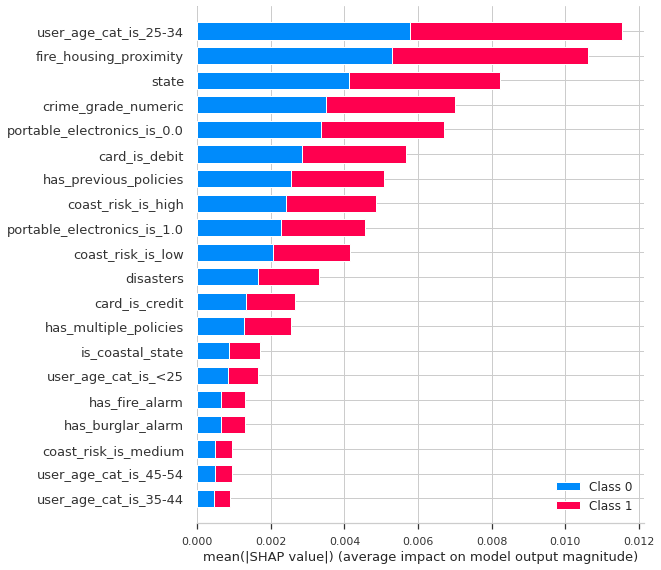 user_age_cat_is_25-34
fire_housing_proximity
state
crime_grade_numeric
portable_electronics_is_0.0
card_is_debit
has_previous_policies
coast_risk_is_high
portable_electronics_is_1.0
coast_risk_is_low
disasters
card_is_credit
has_multiple_policies
is_coastal_state
user_age_cat_is_<25
has_fire_alarm
has_burglar_alarm
coast_risk_is_medium
user_age_cat_is_45-54
user_age_cat_is_35-44
Class 0
Class 1
0.000 0.002 0.004 0.006 0.008 0.010 0.012
mean(|SHAP value|) (average impact on model output magnitude)